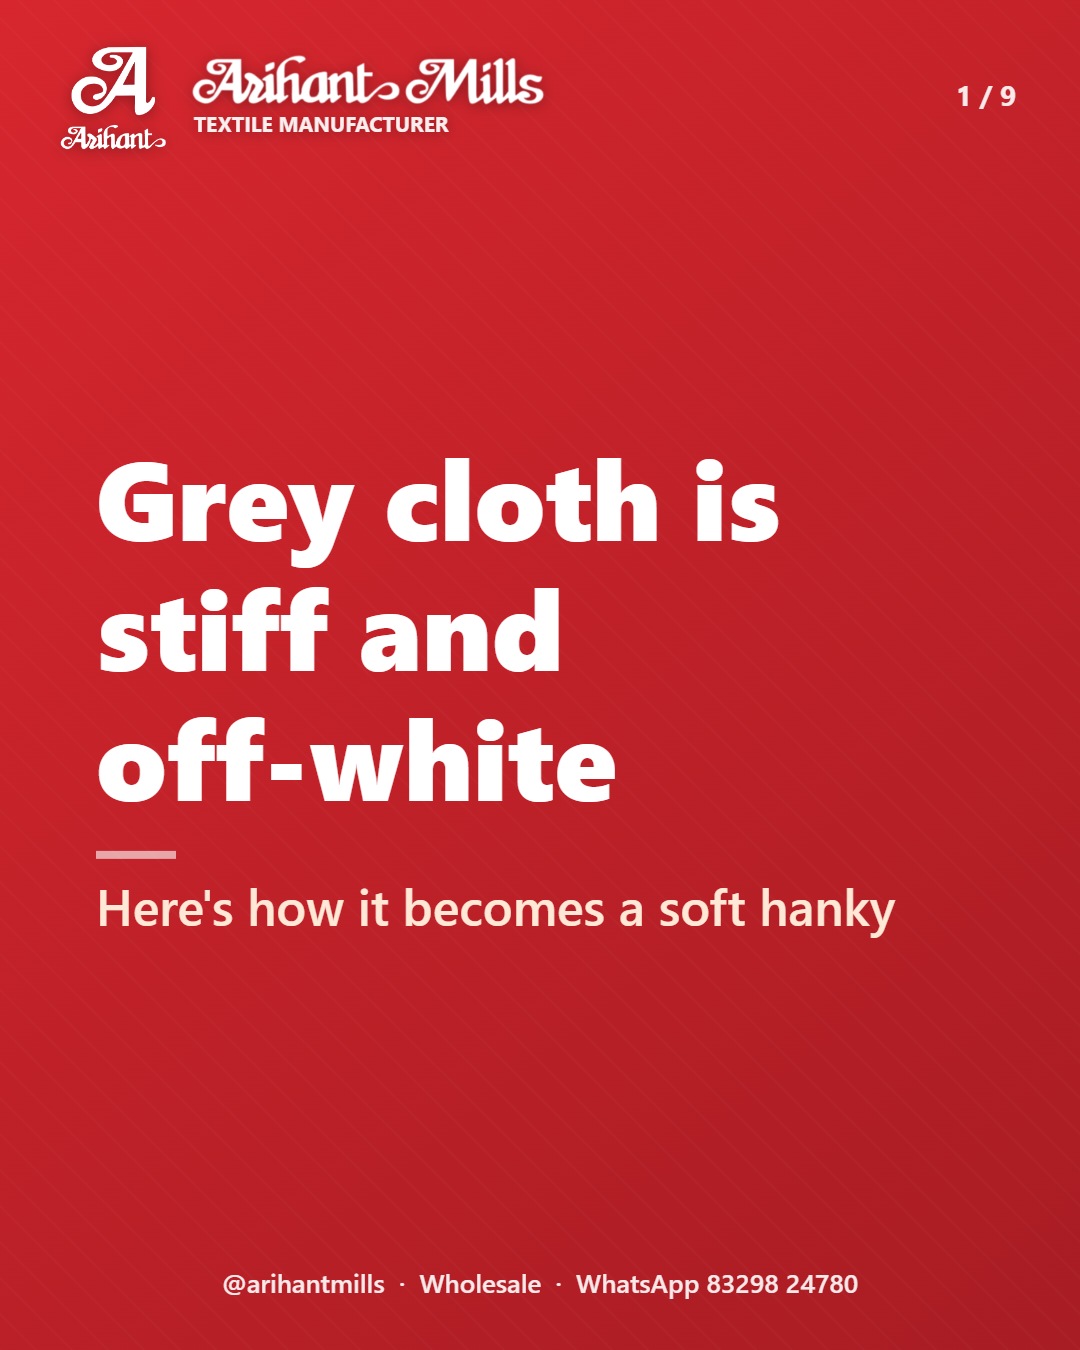 A
Arihant
Arihant Mills
TEXTILE MANUFACTURER
1 / 9
Grey cloth is
stiff and
off-white
Here's how it becomes a soft hanky
@arihantmills · Wholesale · WhatsApp 83298 24780